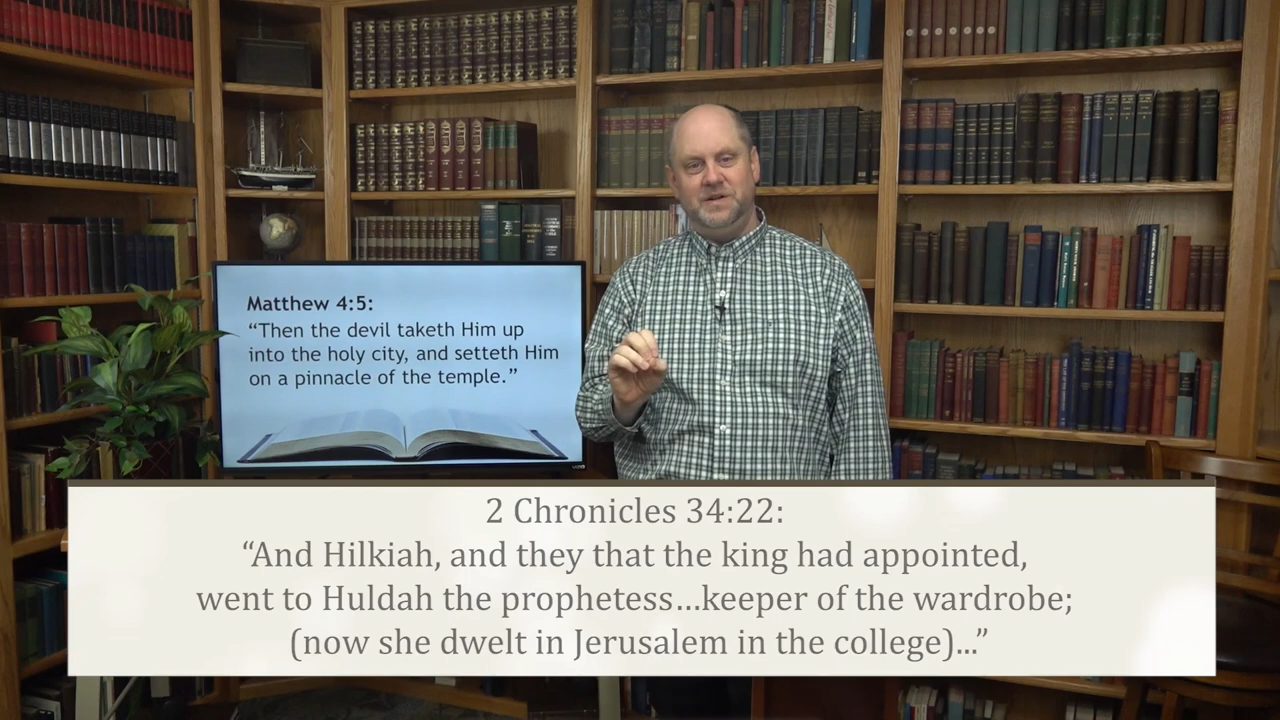 Matthew 4:5:
“Then the devil taketh Him up
into the holy city, and setteth Him
on a pinnacle of the temple.”
2 Chronicles 34:22:
“And Hilkiah, and they that the king had appointed,
went to Huldah the prophetess…keeper of the wardrobe;
(now she dwelt in Jerusalem in the college)...”